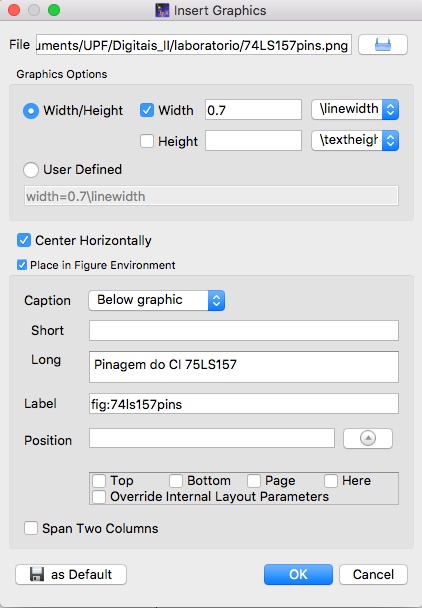 Insert Graphics
File uments/UPF/Digitais_II/laboratorio/74LS157pins.png
Graphics Options
Width/Height Width 0.7 \linewidth
Height \textheigh
User Defined
width=0.7\linewidth
Center Horizontally
Place in Figure Environment
Caption Below graphic
Short
Long Pinagem do CI 75LS157
Label fig:74ls157pins
Position
Top Bottom Page Here
Override Internal Layout Parameters
Span Two Columns
as Default OK Cancel